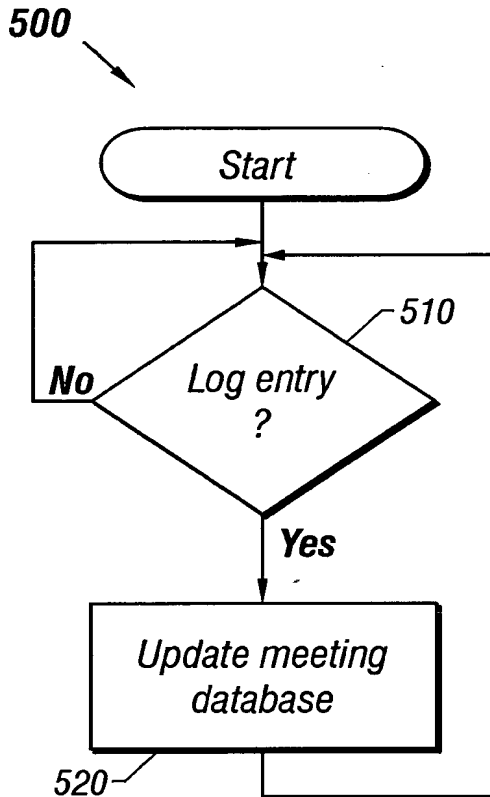 500
Start
510
Log entry
?
No
Yes
Update meeting
database
520